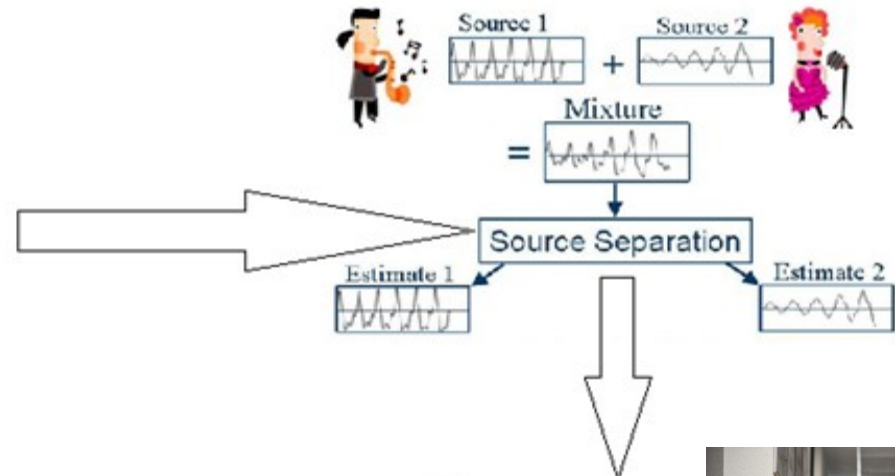 Source 1
Source 2
+
Mixture
=
Source Separation
Estimate 1
Estimate 2